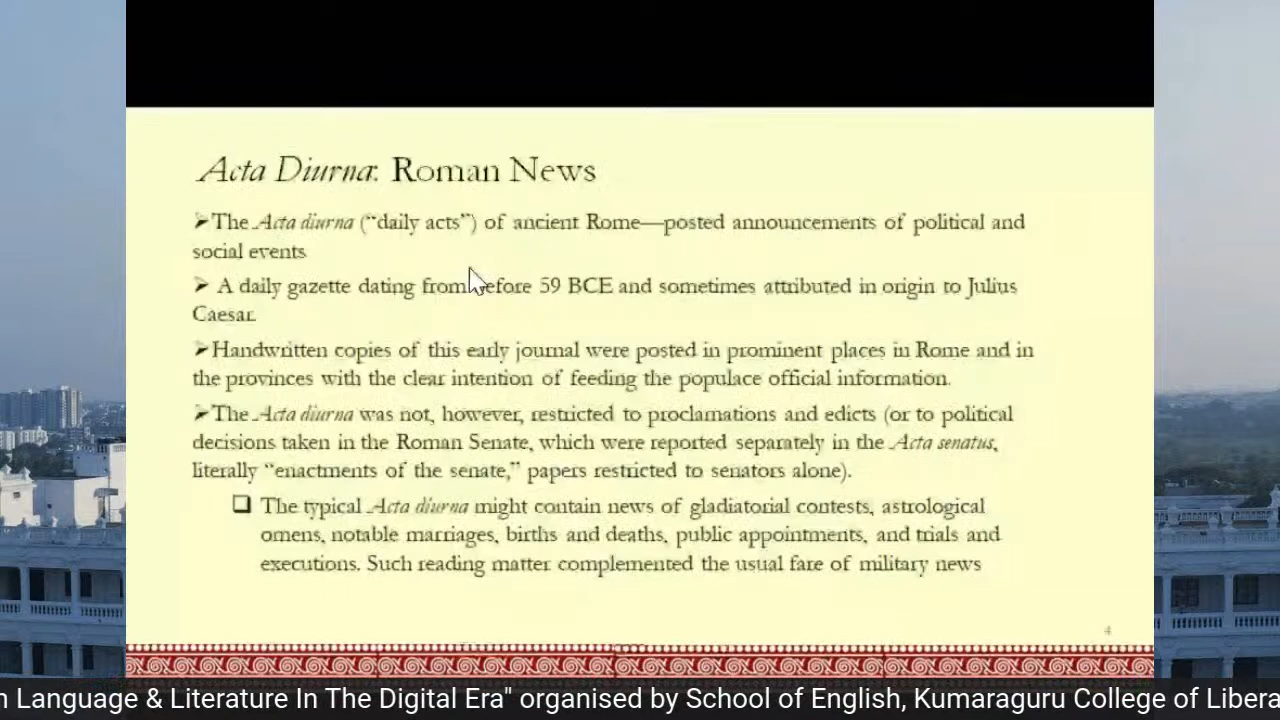 Acta Diurna: Roman News
➢The Acta diurna (“daily acts”) of ancient Rome—posted announcements of political and
social events
➢ A daily gazette dating from before 59 BCE and sometimes attributed in origin to Julius
Caesar.
➢Handwritten copies of this early journal were posted in prominent places in Rome and in
the provinces with the clear intention of feeding the populace official information.
➢The Acta diurna was not, however, restricted to proclamations and edicts (or to political
decisions taken in the Roman Senate, which were reported separately in the Acta senatus,
literally “enactments of the senate,” papers restricted to senators alone).
❑ The typical Acta diurna might contain news of gladiatorial contests, astrological
omens, notable marriages, births and deaths, public appointments, and trials and
executions. Such reading matter complemented the usual fare of military news
4
n Language & Literature In The Digital Era" organised by School of English, Kumaraguru College of Libera